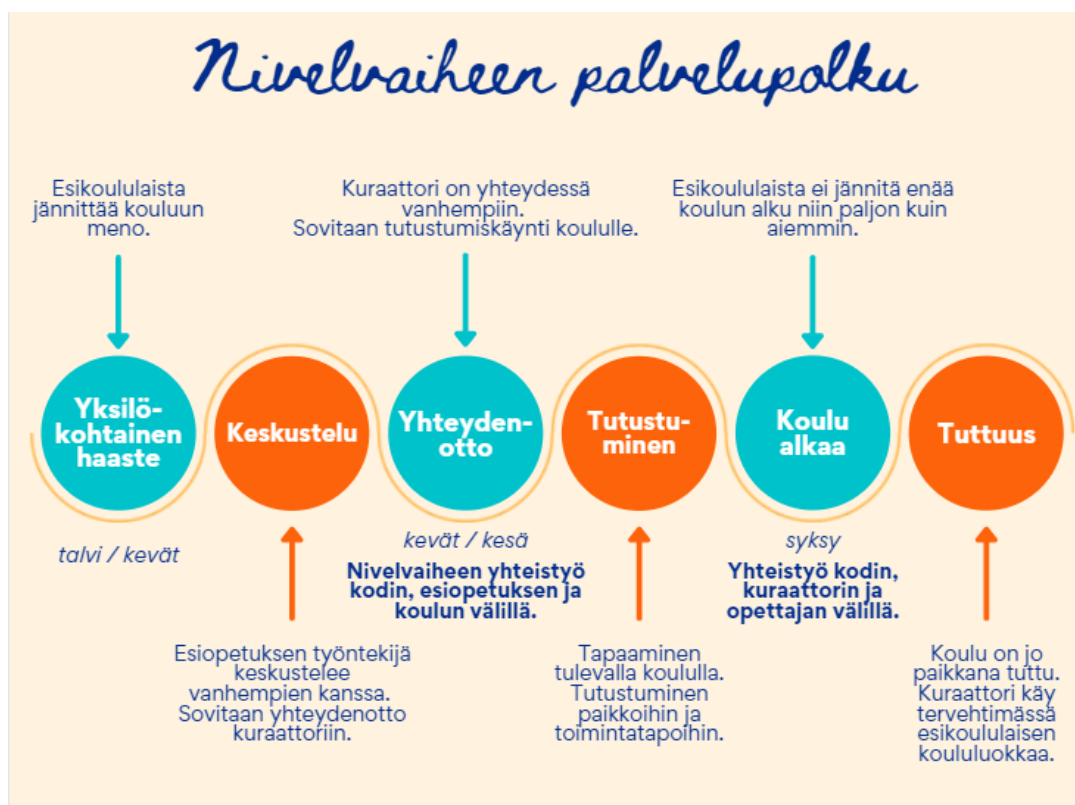 Nivelvaiheen palvelupolku
Esikoululaista
jännittää kouluun
meno.
Kuraattori on yhteydessä
vanhempiin.
Sovitaan tutustumiskäynti koululle.
Esikoululaista ei jännitä enää
koulun alku niin paljon kuin
aiemmin.
Yksilö-
kohtainen
haaste
Keskustelu
Yhteyden-
otto
Tutustu-
minen
Koulu
alkaa
Tuttuus
talvi / kevät
kevät / kesä
Nivelvaiheen yhteistyö
kodin, esiopetuksen ja
koulun välillä.
syksy
Yhteistyö kodin,
kuraattorin ja
opettajan välillä.
Esiopetuksen työntekijä
keskustelee
vanhempien kanssa.
Sovitaan yhteydenotto
kuraattoriin.
Tapaaminen
tulevalla koululla.
Tutustuminen
paikkoihin ja
toimintatapoihin.
Koulu on jo
paikkana tuttu.
Kuraattori käy
tervehtimässä
esikoululaisen
koululuokkaa.